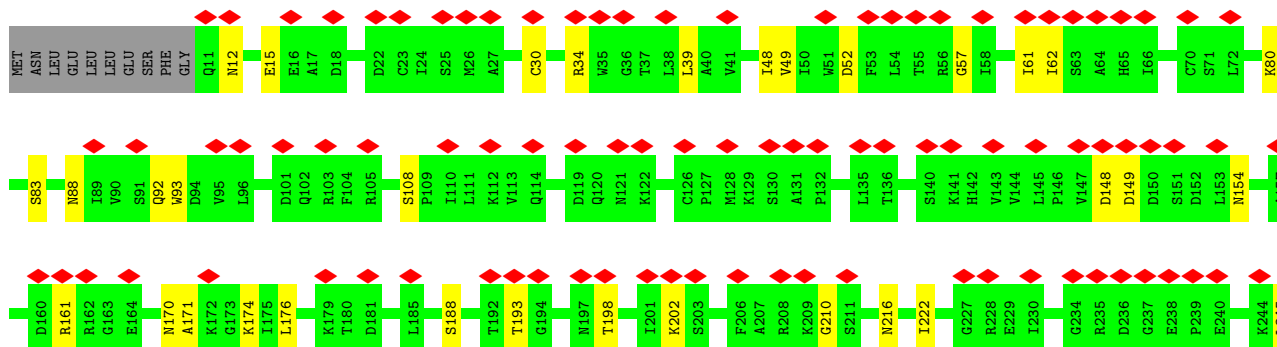 MET ASN LEU GLU LEU LEU GLU SER PHE GLY Q11 N12 E15 E16 A17 D18 D22 C23 I24 S25 M26 A27 C30 R34 W35 G36 T37 L38 L39 A40 V41 I48 V49 I50 W51 D52 F53 L54 T55 R56 G57 I58 I61 I62 S63 A64 H65 I66 C70 S71 L72 K80
S83 N88 I89 V90 S91 Q92 W93 D94 V95 L96 D101 Q102 R103 F104 R105 S108 P109 I110 L111 K112 V113 Q114 D119 Q120 N121 K122 C126 P127 M128 K129 S130 A131 P132 L135 T136 S140 K141 H142 V143 V144 L145 P146 V147 D148 D149 D150 S151 D152 L153 N154
D160 R161 R162 G163 E164 N170 A171 K172 G173 K174 I175 L176 K179 T180 D181 L185 S188 T192 T193 G194 N197 T198 I201 K202 S203 F206 A207 R208 K209 G210 S211 N216 I222 G227 R228 E229 I230 G234 R235 D236 G237 E238 P239 E240 K244